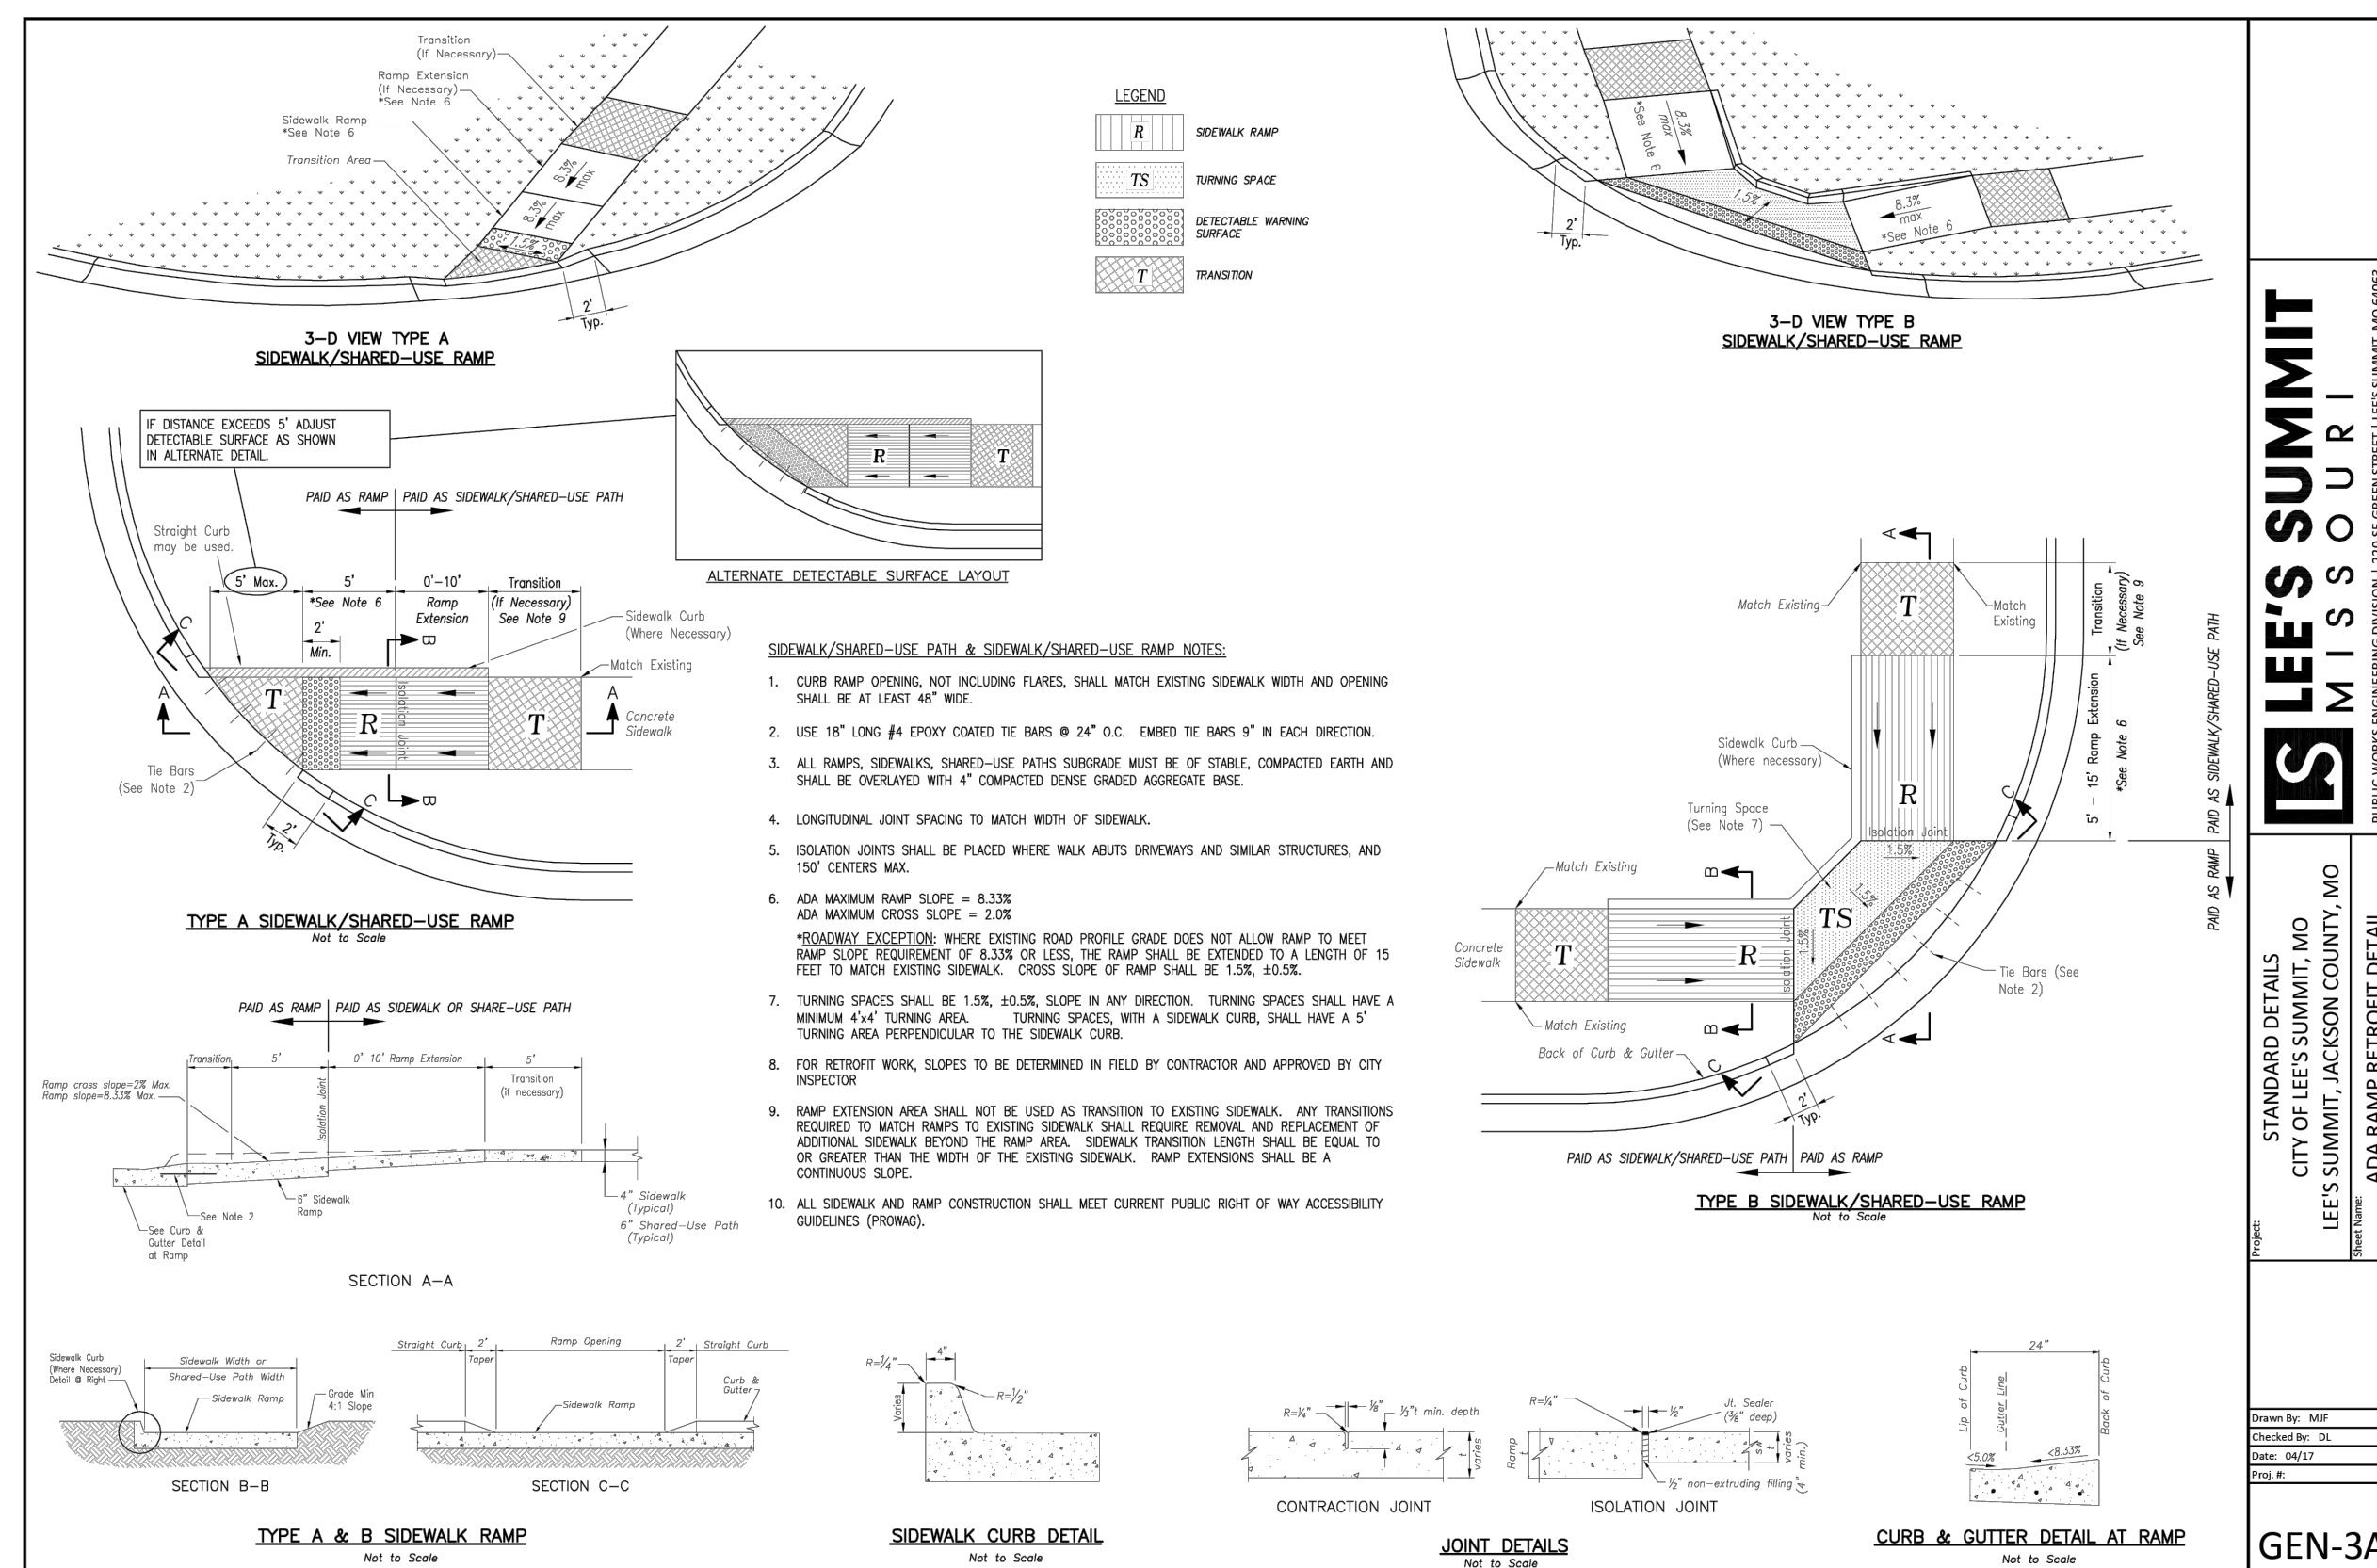 Transition
(If Necessary)
Ramp Extension
(If Necessary)
*See Note 6
Sidewalk Ramp
*See Note 6
Transition Area
8.3%
max
8.3%
max
1.5%
2'
Typ.
3-D VIEW TYPE A
SIDEWALK/SHARED-USE RAMP
LEGEND
R
SIDEWALK RAMP
TS
TURNING SPACE
DETECTABLE WARNING
SURFACE
T
TRANSITION
8.3%
max
*See Note 6
1.5%
8.3%
max
*See Note 6
2'
Typ.
3-D VIEW TYPE B
SIDEWALK/SHARED-USE RAMP
IF DISTANCE EXCEEDS 5' ADJUST
DETECTABLE SURFACE AS SHOWN
IN ALTERNATE DETAIL.
R
T
ALTERNATE DETECTABLE SURFACE LAYOUT
PAID AS RAMP
PAID AS SIDEWALK/SHARED-USE PATH
Straight Curb
may be used.
5' Max.
5'
*See Note 6
2'
Min.
0'-10'
Ramp
Extension
Transition
(If Necessary)
See Note 9
Sidewalk Curb
(Where Necessary)
Match Existing
Concrete
Sidewalk
C
B
A
T
R
Isolation Joint
T
A
Tie Bars
(See Note 2)
B
C
2'
Typ.
TYPE A SIDEWALK/SHARED-USE RAMP
Not to Scale
SIDEWALK/SHARED-USE PATH & SIDEWALK/SHARED-USE RAMP NOTES:
1. CURB RAMP OPENING, NOT INCLUDING FLARES, SHALL MATCH EXISTING SIDEWALK WIDTH AND OPENING
SHALL BE AT LEAST 48" WIDE.
2. USE 18" LONG #4 EPOXY COATED TIE BARS @ 24" O.C. EMBED TIE BARS 9" IN EACH DIRECTION.
3. ALL RAMPS, SIDEWALKS, SHARED-USE PATHS SUBGRADE MUST BE OF STABLE, COMPACTED EARTH AND
SHALL BE OVERLAYED WITH 4" COMPACTED DENSE GRADED AGGREGATE BASE.
4. LONGITUDINAL JOINT SPACING TO MATCH WIDTH OF SIDEWALK.
5. ISOLATION JOINTS SHALL BE PLACED WHERE WALK ABUTS DRIVEWAYS AND SIMILAR STRUCTURES, AND
150' CENTERS MAX.
6. ADA MAXIMUM RAMP SLOPE = 8.33%
ADA MAXIMUM CROSS SLOPE = 2.0%
*ROADWAY EXCEPTION: WHERE EXISTING ROAD PROFILE GRADE DOES NOT ALLOW RAMP TO MEET
RAMP SLOPE REQUIREMENT OF 8.33% OR LESS, THE RAMP SHALL BE EXTENDED TO A LENGTH OF 15
FEET TO MATCH EXISTING SIDEWALK. CROSS SLOPE OF RAMP SHALL BE 1.5%, ±0.5%.
7. TURNING SPACES SHALL BE 1.5%, ±0.5%, SLOPE IN ANY DIRECTION. TURNING SPACES SHALL HAVE A
MINIMUM 4'x4' TURNING AREA. TURNING SPACES, WITH A SIDEWALK CURB, SHALL HAVE A 5'
TURNING AREA PERPENDICULAR TO THE SIDEWALK CURB.
8. FOR RETROFIT WORK, SLOPES TO BE DETERMINED IN FIELD BY CONTRACTOR AND APPROVED BY CITY
INSPECTOR
9. RAMP EXTENSION AREA SHALL NOT BE USED AS TRANSITION TO EXISTING SIDEWALK. ANY TRANSITIONS
REQUIRED TO MATCH RAMPS TO EXISTING SIDEWALK SHALL REQUIRE REMOVAL AND REPLACEMENT OF
ADDITIONAL SIDEWALK BEYOND THE RAMP AREA. SIDEWALK TRANSITION LENGTH SHALL BE EQUAL TO
OR GREATER THAN THE WIDTH OF THE EXISTING SIDEWALK. RAMP EXTENSIONS SHALL BE A
CONTINUOUS SLOPE.
10. ALL SIDEWALK AND RAMP CONSTRUCTION SHALL MEET CURRENT PUBLIC RIGHT OF WAY ACCESSIBILITY
GUIDELINES (PROWAG).
A
Match Existing
T
Match
Existing
Transition
(If Necessary)
See Note 9
5' - 15' Ramp Extension
*See Note 6
PAID AS SIDEWALK/SHARED-USE PATH
PAID AS RAMP
Sidewalk Curb
(Where necessary)
R
C
Turning Space
(See Note 7)
Isolation Joint
1.5%
Match Existing
B
1.5%
TS
1.5%
Concrete
Sidewalk
T
R
Isolation Joint
Tie Bars (See
Note 2)
Match Existing
B
A
Back of Curb & Gutter
C
2'
Typ.
PAID AS SIDEWALK/SHARED-USE PATH
PAID AS RAMP
TYPE B SIDEWALK/SHARED-USE RAMP
Not to Scale
PAID AS RAMP
PAID AS SIDEWALK OR SHARE-USE PATH
Transition
5'
0'-10' Ramp Extension
5'
Transition
(if necessary)
Ramp cross slope=2% Max.
Ramp slope=8.33% Max.
Isolation Joint
6" Sidewalk
Ramp
See Note 2
See Curb &
Gutter Detail
at Ramp
4" Sidewalk
(Typical)
6" Shared-Use Path
(Typical)
SECTION A-A
Sidewalk Curb
(Where Necessary)
Detail @ Right
Sidewalk Width or
Shared-Use Path Width
Sidewalk Ramp
Grade Min
4:1 Slope
SECTION B-B
Straight Curb
2'
Taper
Ramp Opening
2'
Taper
Straight Curb
Curb &
Gutter
Sidewalk Ramp
SECTION C-C
TYPE A & B SIDEWALK RAMP
Not to Scale
R=1/4"
4"
R=1/2"
Varies
SIDEWALK CURB DETAIL
Not to Scale
R=1/4"
1/8"
1/3"t min. depth
t
varies
CONTRACTION JOINT
R=1/4"
1/2"
Jt. Sealer
(3/8" deep)
Ramp
t
sw
t
varies
(4" min.)
1/2" non-extruding filling
ISOLATION JOINT
JOINT DETAILS
Not to Scale
24"
Lip of Curb
Gutter Line
Back of Curb
<5.0%
<8.33%
CURB & GUTTER DETAIL AT RAMP
Not to Scale
LS LEE'S SUMMIT
MISSOURI
PUBLIC WORKS ENGINEERING DIVISION | 220 SE GREEN STREET | LEE'S SUMMIT, MO 64063
Project:
STANDARD DETAILS
CITY OF LEE'S SUMMIT, MO
LEE'S SUMMIT, JACKSON COUNTY, MO
Sheet Name:
ADA RAMP RETROFIT DETAIL
Drawn By: MJF
Checked By: DL
Date: 04/17
Proj. #:
GEN-3A